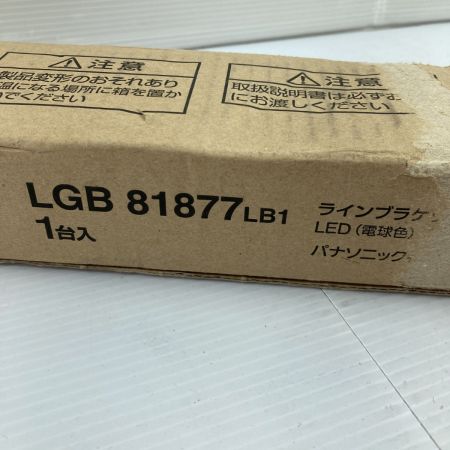 注意
製品変形のおそれあり
温になる場所に箱を置か
でください
注意
取扱説明書は必ずお
にお渡しください
LGB 81877LB1
1台入
ラインブラケッ
LED(電球色)
パナソニック